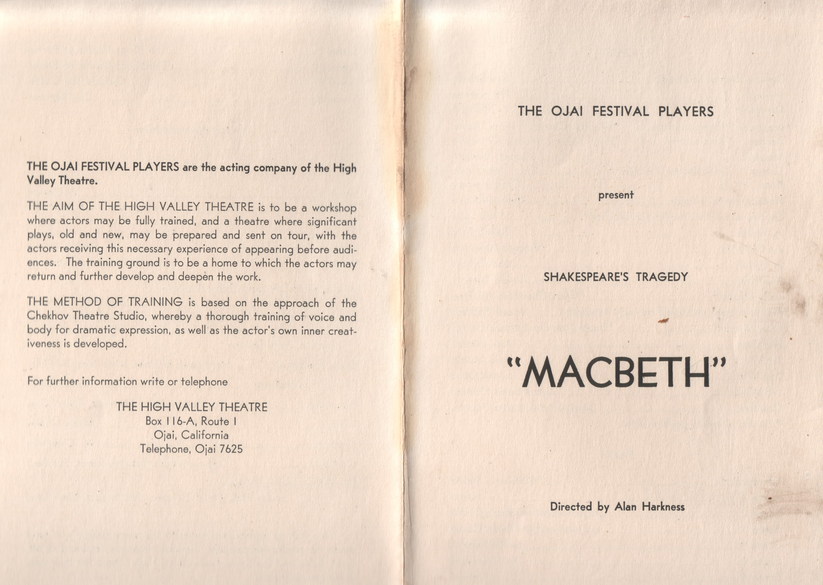 THE OJAI FESTIVAL PLAYERS are the acting company of the High
Valley Theatre.
THE AIM OF THE HIGH VALLEY THEATRE is to be a workshop
where actors may be fully trained, and a theatre where significant
plays, old and new, may be prepared and sent on tour, with the
actors receiving this necessary experience of appearing before audi-
ences. The training ground is to be a home to which the actors may
return and further develop and deepen the work.
THE METHOD OF TRAINING is based on the approach of the
Chekhov Theatre Studio, whereby a thorough training of voice and
body for dramatic expression, as well as the actor's own inner creat-
iveness is developed.
For further information write or telephone
THE HIGH VALLEY THEATRE
Box 116-A, Route 1
Ojai, California
Telephone, Ojai 7625
THE OJAI FESTIVAL PLAYERS
present
SHAKESPEARE'S TRAGEDY
“MACBETH”
Directed by Alan Harkness